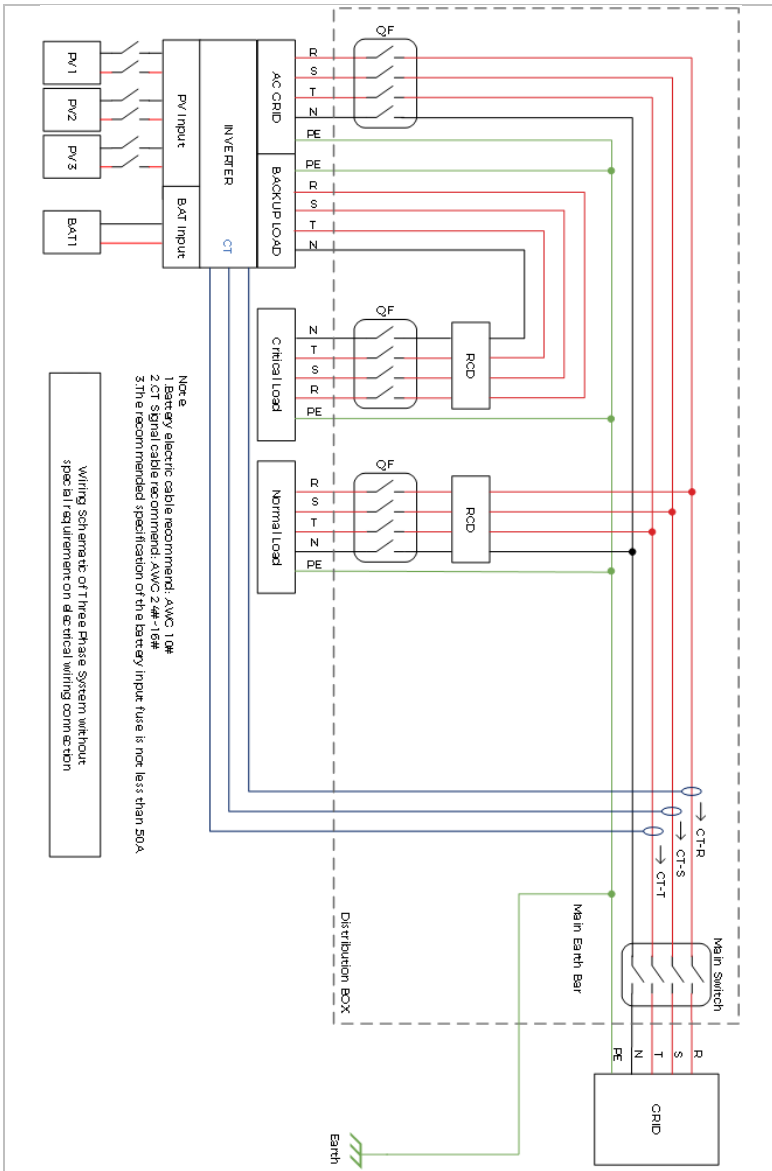 QF
R
S
T
N
PE
PE
R
S
T
N
AC GRID
BACKUP LOAD
INVERTER
CT
PV Input
BAT Input
PV1
PV2
PV3
BAT1
QF
RCD
N
T
S
R
PE
Critical Load
QF
RCD
R
S
T
N
PE
Normal Load
CT-R
CT-S
CT-T
Main Switch
Main Earth Bar
Distribution BOX
R
S
T
N
PE
GRID
Earth
Note
1.Battery electric cable recommend: AWG 10#
2.CT Signal cable recommend: AWG 24#-16#
3.The recommended specification of the battery input fuse is not less than 50A
Wiring Schematic of Three Phase System without
special requirement on electrical wiring connection